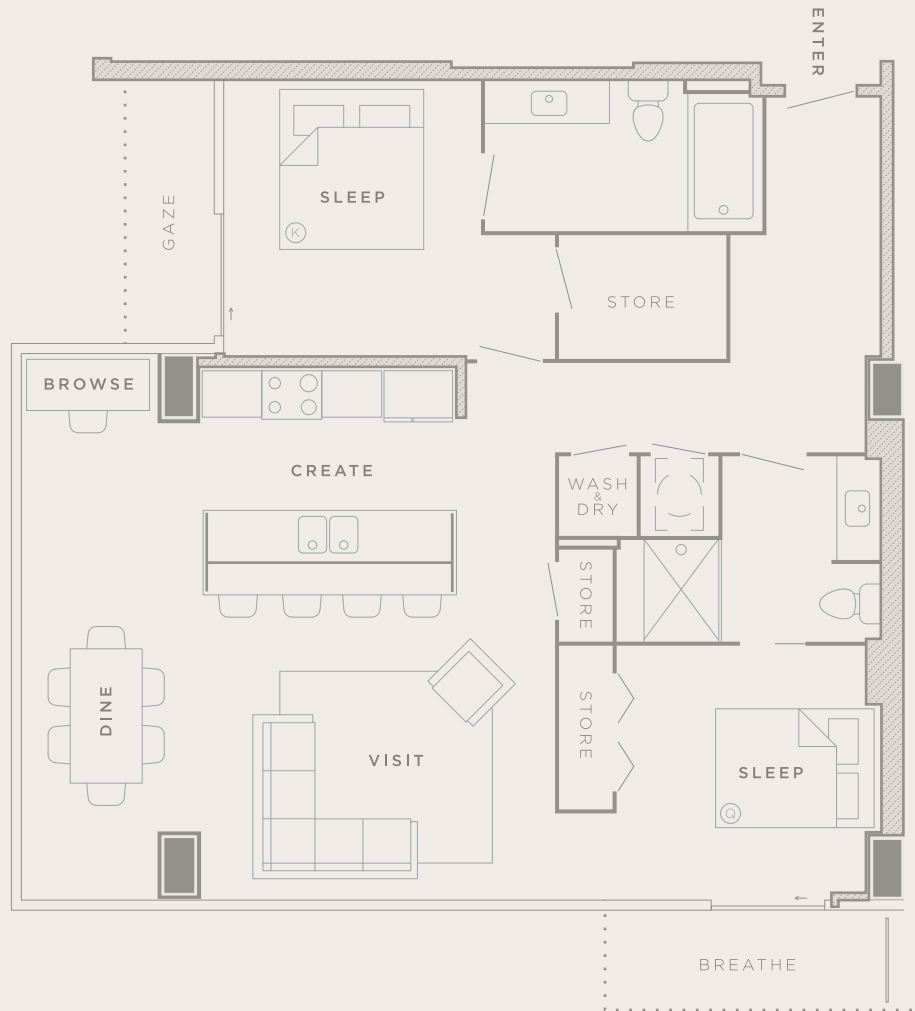 ENTER
GAZE
SLEEP
K
STORE
BROWSE
CREATE
WASH
&
DRY
STORE
DINE
STORE
VISIT
SLEEP
Q
BREATHE